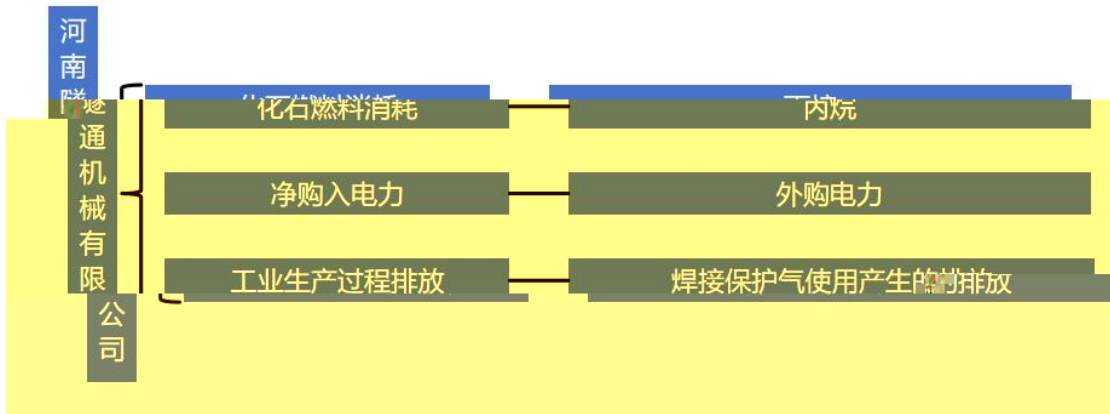 河南隧通机械有限公司
化石燃料消耗
丙烷
净购入电力
外购电力
工业生产过程排放
焊接保护气使用产生的排放